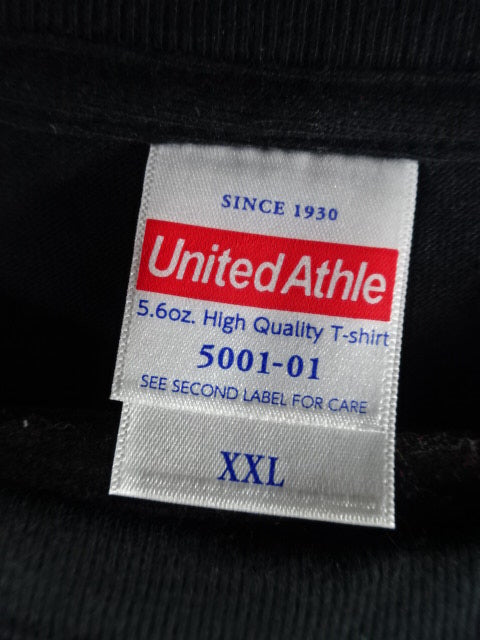 SINCE 1930
United Athle
5.6oz. High Quality T-shirt
5001-01
SEE SECOND LABEL FOR CARE
XXL